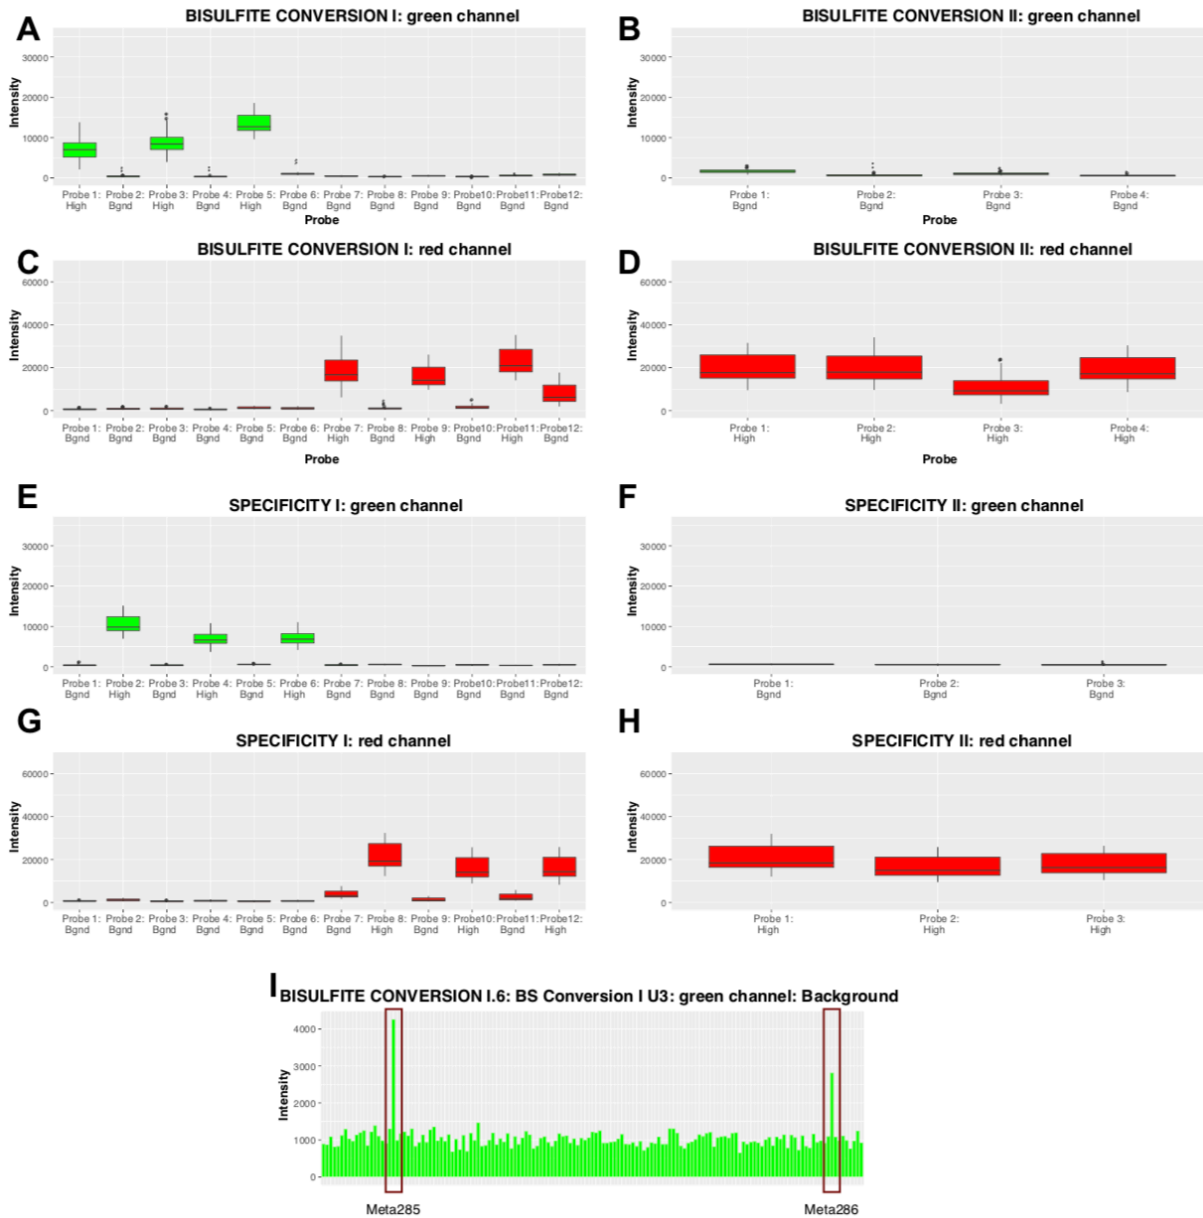 A
BISULFITE CONVERSION I: green channel
Intensity
30000
20000
10000
0
Probe 1: Probe 2: Probe 3: Probe 4: Probe 5: Probe 6: Probe 7: Probe 8: Probe 9: Probe10: Probe11: Probe12:
High Bgnd High Bgnd High Bgnd Bgnd Bgnd Bgnd Bgnd Bgnd Bgnd
Probe
B
BISULFITE CONVERSION II: green channel
Intensity
30000
20000
10000
0
Probe 1: Probe 2: Probe 3: Probe 4:
Bgnd Bgnd Bgnd Bgnd
Probe
C
BISULFITE CONVERSION I: red channel
Intensity
60000
40000
20000
0
Probe 1: Probe 2: Probe 3: Probe 4: Probe 5: Probe 6: Probe 7: Probe 8: Probe 9: Probe10: Probe11: Probe12:
Bgnd Bgnd Bgnd Bgnd Bgnd Bgnd High Bgnd High Bgnd High Bgnd
Probe
D
BISULFITE CONVERSION II: red channel
Intensity
60000
40000
20000
0
Probe 1: Probe 2: Probe 3: Probe 4:
High High High High
Probe
E
SPECIFICITY I: green channel
Intensity
30000
20000
10000
0
Probe 1: Probe 2: Probe 3: Probe 4: Probe 5: Probe 6: Probe 7: Probe 8: Probe 9: Probe10: Probe11: Probe12:
Bgnd High Bgnd High Bgnd High Bgnd Bgnd Bgnd Bgnd Bgnd Bgnd
F
SPECIFICITY II: green channel
Intensity
30000
20000
10000
0
Probe 1: Probe 2: Probe 3:
Bgnd Bgnd Bgnd
G
SPECIFICITY I: red channel
Intensity
60000
40000
20000
0
Probe 1: Probe 2: Probe 3: Probe 4: Probe 5: Probe 6: Probe 7: Probe 8: Probe 9: Probe10: Probe11: Probe12:
Bgnd Bgnd Bgnd Bgnd Bgnd Bgnd Bgnd High Bgnd High Bgnd High
H
SPECIFICITY II: red channel
Intensity
60000
40000
20000
0
Probe 1: Probe 2: Probe 3:
High High High
I
BISULFITE CONVERSION I.6: BS Conversion I U3: green channel: Background
Intensity
4000
3000
2000
1000
0
Meta285 Meta286